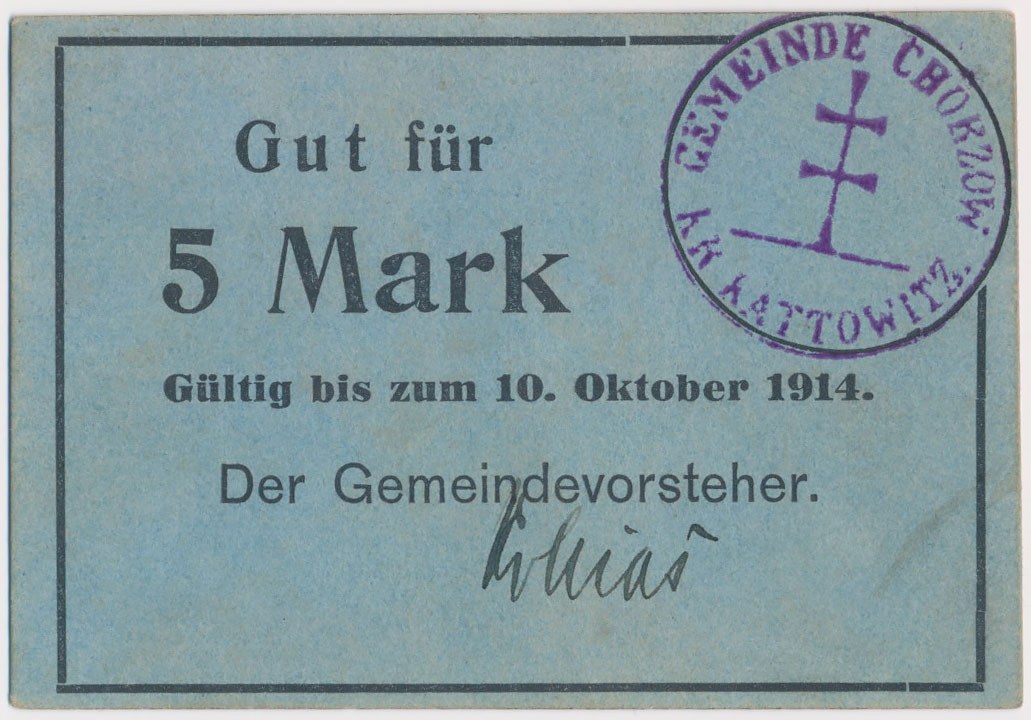 Gut für
5 Mark
Gültig bis zum 10. Oktober 1914.
Der Gemeindevorsteher.
GEMEINDE CHORZOW
KR KATTOWITZ.